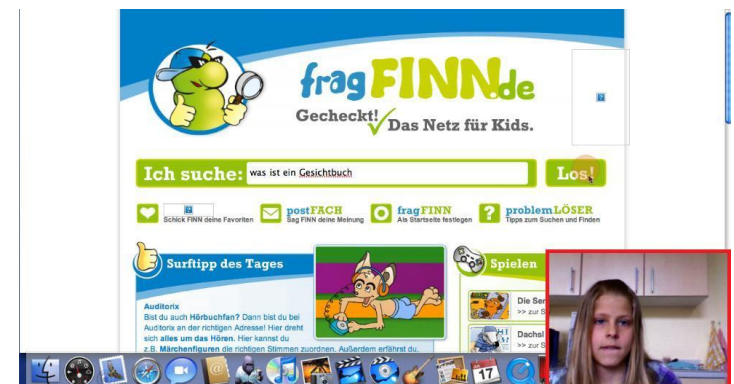 fragFINN.de
Gecheckt! Das Netz für Kids.
Ich suche: was ist ein Gesichtbuch Los!
Schick FINN deine Favoriten
postFACH
Sag FINN deine Meinung
fragFINN
Als Startseite festlegen
problemLÖSER
Tipps zum Suchen und Finden
Surftipp des Tages
Auditorix
Bist du auch Hörbuchfan? Dann bist du bei
Auditorix an der richtigen Adresse! Hier dreht
sich alles um das Hören. Hier kannst du
z.B. Märchenfiguren die richtigen Stimmen
zuordnen. Außerdem erfährst du,
Spielen
Die Ser
>> zur S
Dachsl
>> zur S
17